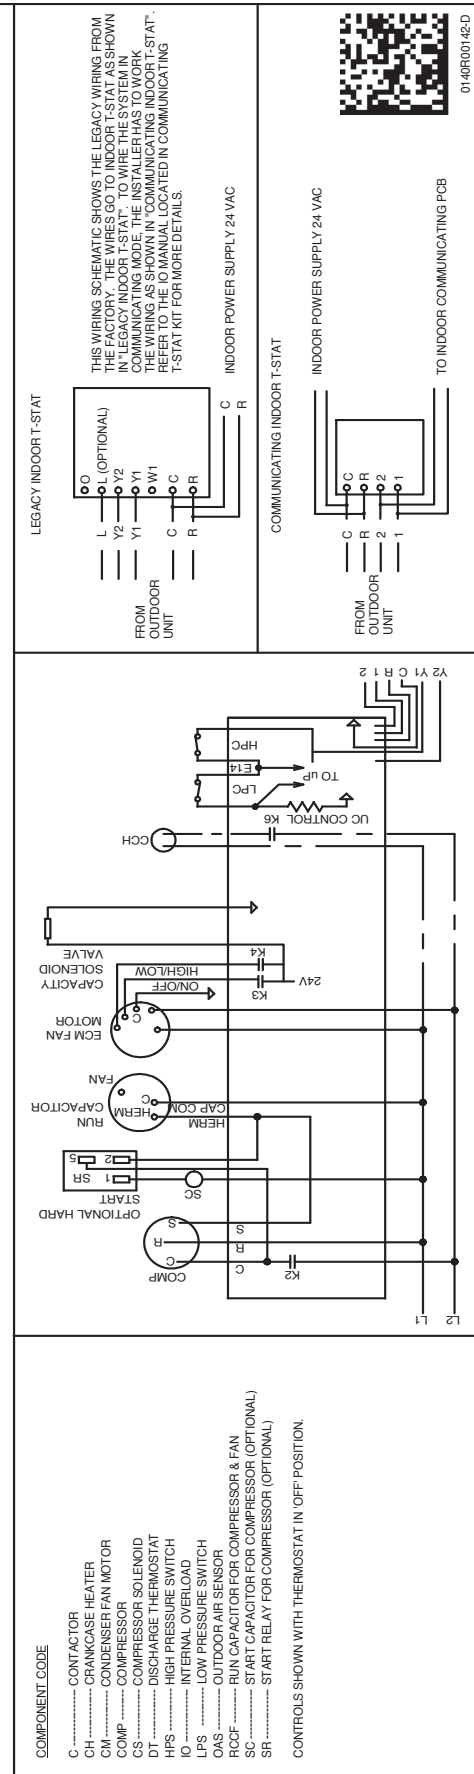 COMPONENT CODE
C --------------- CONTACTOR
CH ------------- CRANKCASE HEATER
CM ------------- CONDENSER FAN MOTOR
COMP -------- COMPRESSOR
CS ------------- COMPRESSOR SOLENOID
DT ------------- DISCHARGE THERMOSTAT
HPS ----------- HIGH PRESSURE SWITCH
IO -------------- INTERNAL OVERLOAD
LPS ----------- LOW PRESSURE SWITCH
OAS ----------- OUTDOOR AIR SENSOR
RCCF --------- RUN CAPACITOR FOR COMPRESSOR & FAN
SC ------------- START CAPACITOR FOR COMPRESSOR (OPTIONAL)
SR ------------- START RELAY FOR COMPRESSOR (OPTIONAL)
CONTROLS SHOWN WITH THERMOSTAT IN 'OFF' POSITION.
L1
L2
COMP
C
R
S
C
R
S
K2
OPTIONAL HARD
START
SR
1
2
5
SC
RUN
CAPACITOR
HERM
C
FAN
HERM
CAP COM
ECM FAN
MOTOR
C
ON/OFF
HIGH/LOW
K3
K4
24V
CAPACITY
SOLENOID
VALVE
CCH
K6
UC CONTROL
LPC
E14
HPC
TO uP
2
1
R
C
Y1
Y2
LEGACY INDOOR T-STAT
O
L (OPTIONAL)
Y2
Y1
W1
C
R
L
Y2
Y1
C
R
FROM
OUTDOOR
UNIT
C
R
INDOOR POWER SUPPLY 24 VAC
THIS WIRING SCHEMATIC SHOWS THE LEGACY WIRING FROM
THE FACTORY. THE WIRES GO TO INDOOR T-STAT AS SHOWN
IN "LEGACY INDOOR T-STAT". TO WIRE THE SYSTEM IN
COMMUNICATING MODE, THE INSTALLER HAS TO WORK
THE WIRING AS SHOWN IN "COMMUNICATING INDOOR T-STAT".
REFER TO THE IO MANUAL LOCATED IN COMMUNICATING
T-STAT KIT FOR MORE DETAILS.
COMMUNICATING INDOOR T-STAT
INDOOR POWER SUPPLY 24 VAC
C
R
2
1
C
R
2
1
FROM
OUTDOOR
UNIT
TO INDOOR COMMUNICATING PCB
0140R00142-D